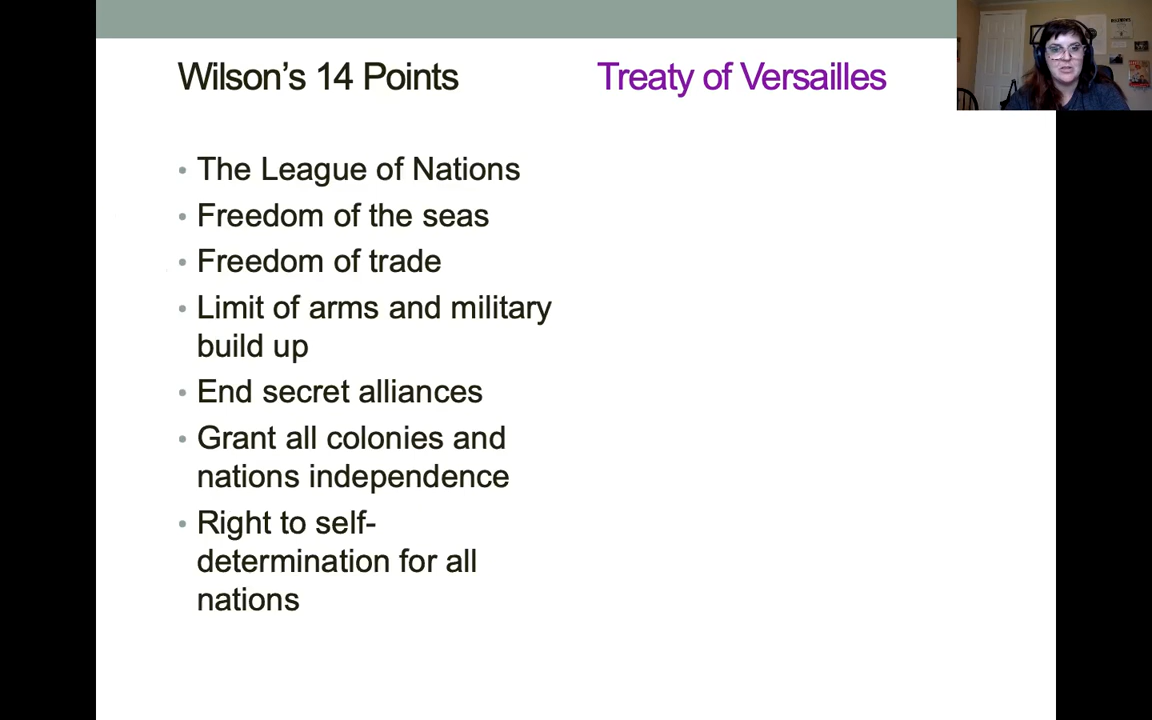 Wilson's 14 Points
Treaty of Versailles
• The League of Nations
• Freedom of the seas
• Freedom of trade
• Limit of arms and military
build up
• End secret alliances
• Grant all colonies and
nations independence
• Right to self-
determination for all
nations